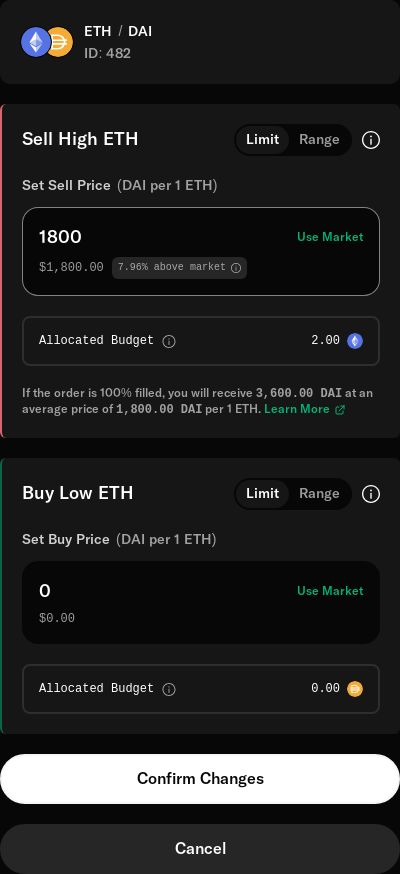 ETH / DAI
ID: 482
Sell High ETH
Limit Range
Set Sell Price (DAI per 1 ETH)
1800 Use Market
$1,800.00 7.96% above market
Allocated Budget 2.00
If the order is 100% filled, you will receive 3,600.00 DAI at an
average price of 1,800.00 DAI per 1 ETH. Learn More
Buy Low ETH
Limit Range
Set Buy Price (DAI per 1 ETH)
0 Use Market
$0.00
Allocated Budget 0.00
Confirm Changes
Cancel